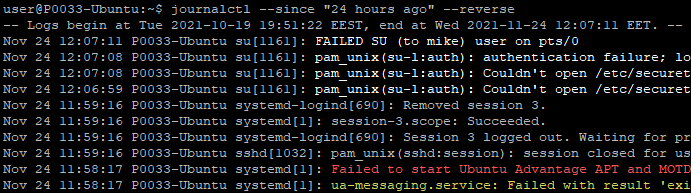 user@P0033-Ubuntu:~$ journalctl --since "24 hours ago" --reverse
-- Logs begin at Tue 2021-10-19 19:51:22 EEST, end at Wed 2021-11-24 12:07:11 EET. --
Nov 24 12:07:11 P0033-Ubuntu su[1161]: FAILED SU (to mike) user on pts/0
Nov 24 12:07:08 P0033-Ubuntu su[1161]: pam_unix(su-l:auth): authentication failure; lo
Nov 24 12:07:08 P0033-Ubuntu su[1161]: pam_unix(su-l:auth): Couldn't open /etc/securet
Nov 24 12:06:59 P0033-Ubuntu su[1161]: pam_unix(su-l:auth): Couldn't open /etc/securet
Nov 24 11:59:16 P0033-Ubuntu systemd-logind[690]: Removed session 3.
Nov 24 11:59:16 P0033-Ubuntu systemd[1]: session-3.scope: Succeeded.
Nov 24 11:59:16 P0033-Ubuntu systemd-logind[690]: Session 3 logged out. Waiting for pr
Nov 24 11:59:16 P0033-Ubuntu sshd[1032]: pam_unix(sshd:session): session closed for us
Nov 24 11:58:17 P0033-Ubuntu systemd[1]: Failed to start Ubuntu Advantage APT and MOTD
Nov 24 11:58:17 P0033-Ubuntu systemd[1]: ua-messaging.service: Failed with result 'ex